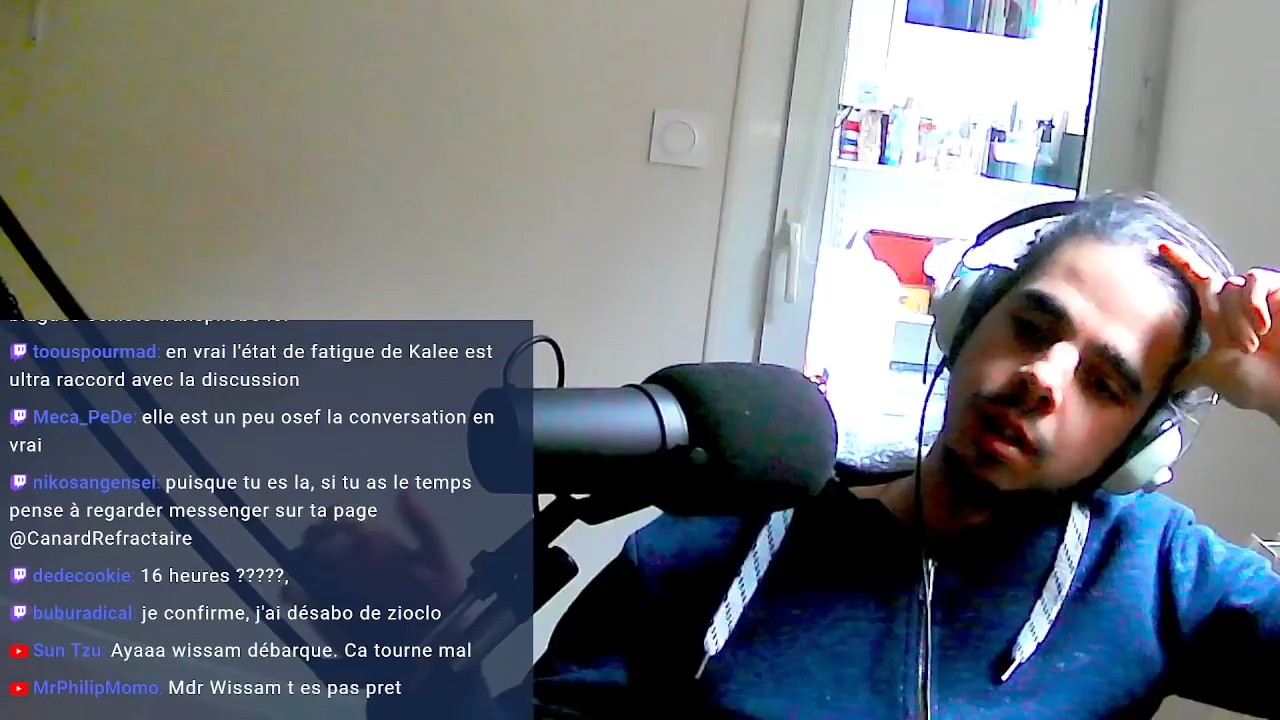 toouspourmad: en vrai l'état de fatigue de Kalee est
ultra raccord avec la discussion
Meca_PeDe: elle est un peu osef la conversation en
vrai
nikosangensei: puisque tu es la, si tu as le temps
pense à regarder messenger sur ta page
@CanardRefractaire
dedecookie: 16 heures ?????,
buburadical: je confirme, j'ai désabo de zioclo
Sun Tzu: Ayaaa wissam débarque. Ca tourne mal
MrPhilipMomo: Mdr Wissam t es pas pret